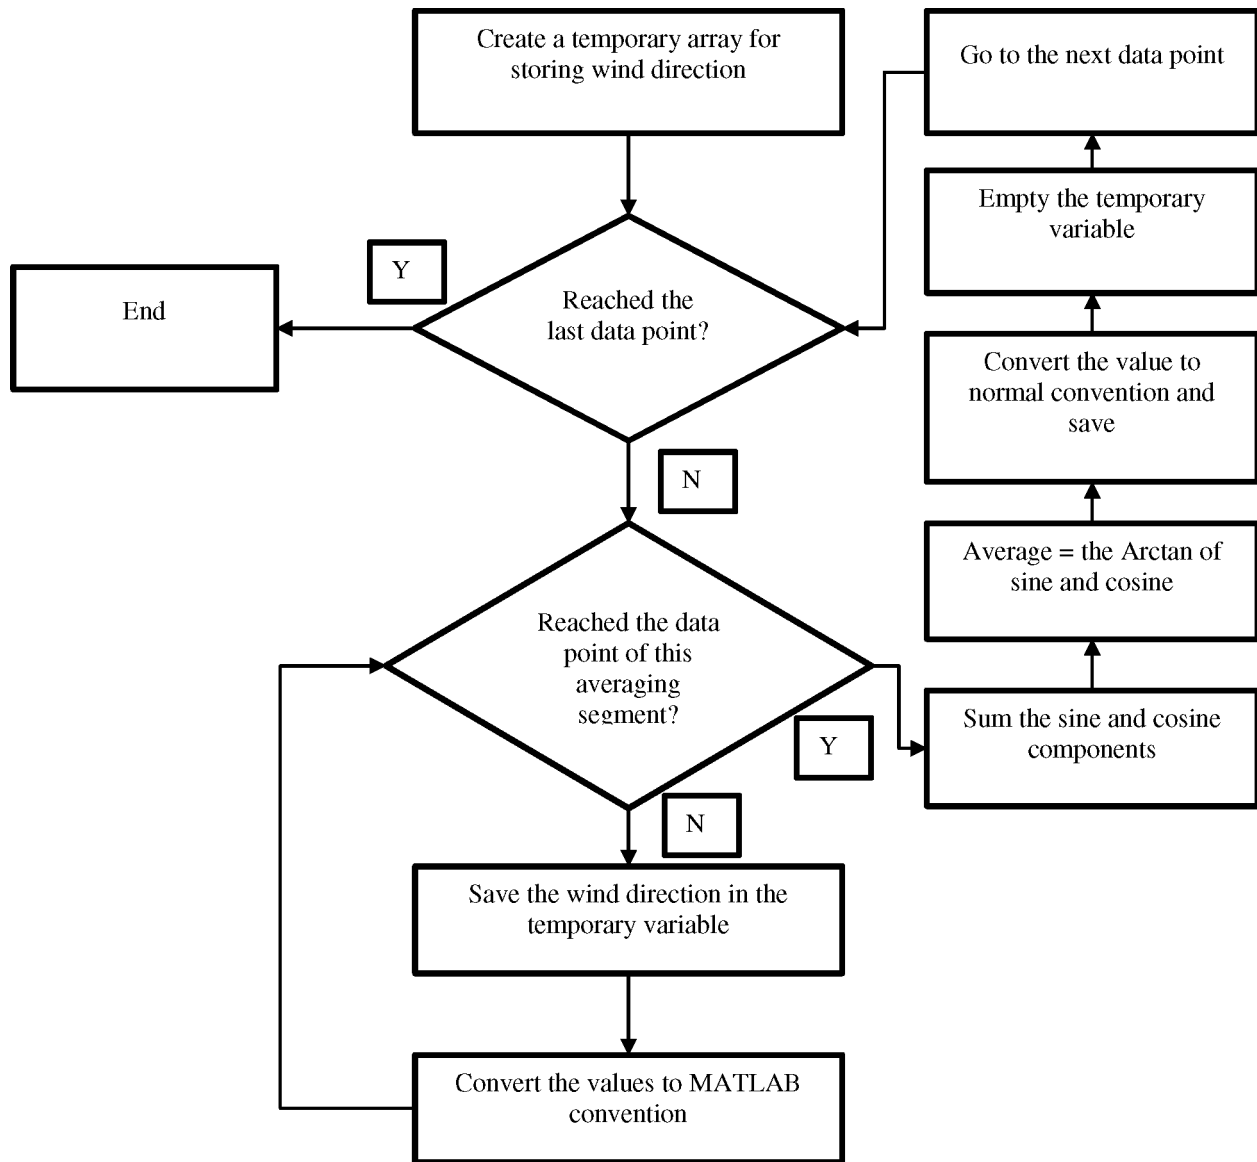 Create a temporary array for
storing wind direction
Go to the next data point
Empty the temporary
variable
Y
End
Reached the
last data point?
Convert the value to
normal convention and
save
N
Average = the Arctan of
sine and cosine
Reached the data
point of this
averaging
segment?
Y
Sum the sine and cosine
components
N
Save the wind direction in the
temporary variable
Convert the values to MATLAB
convention